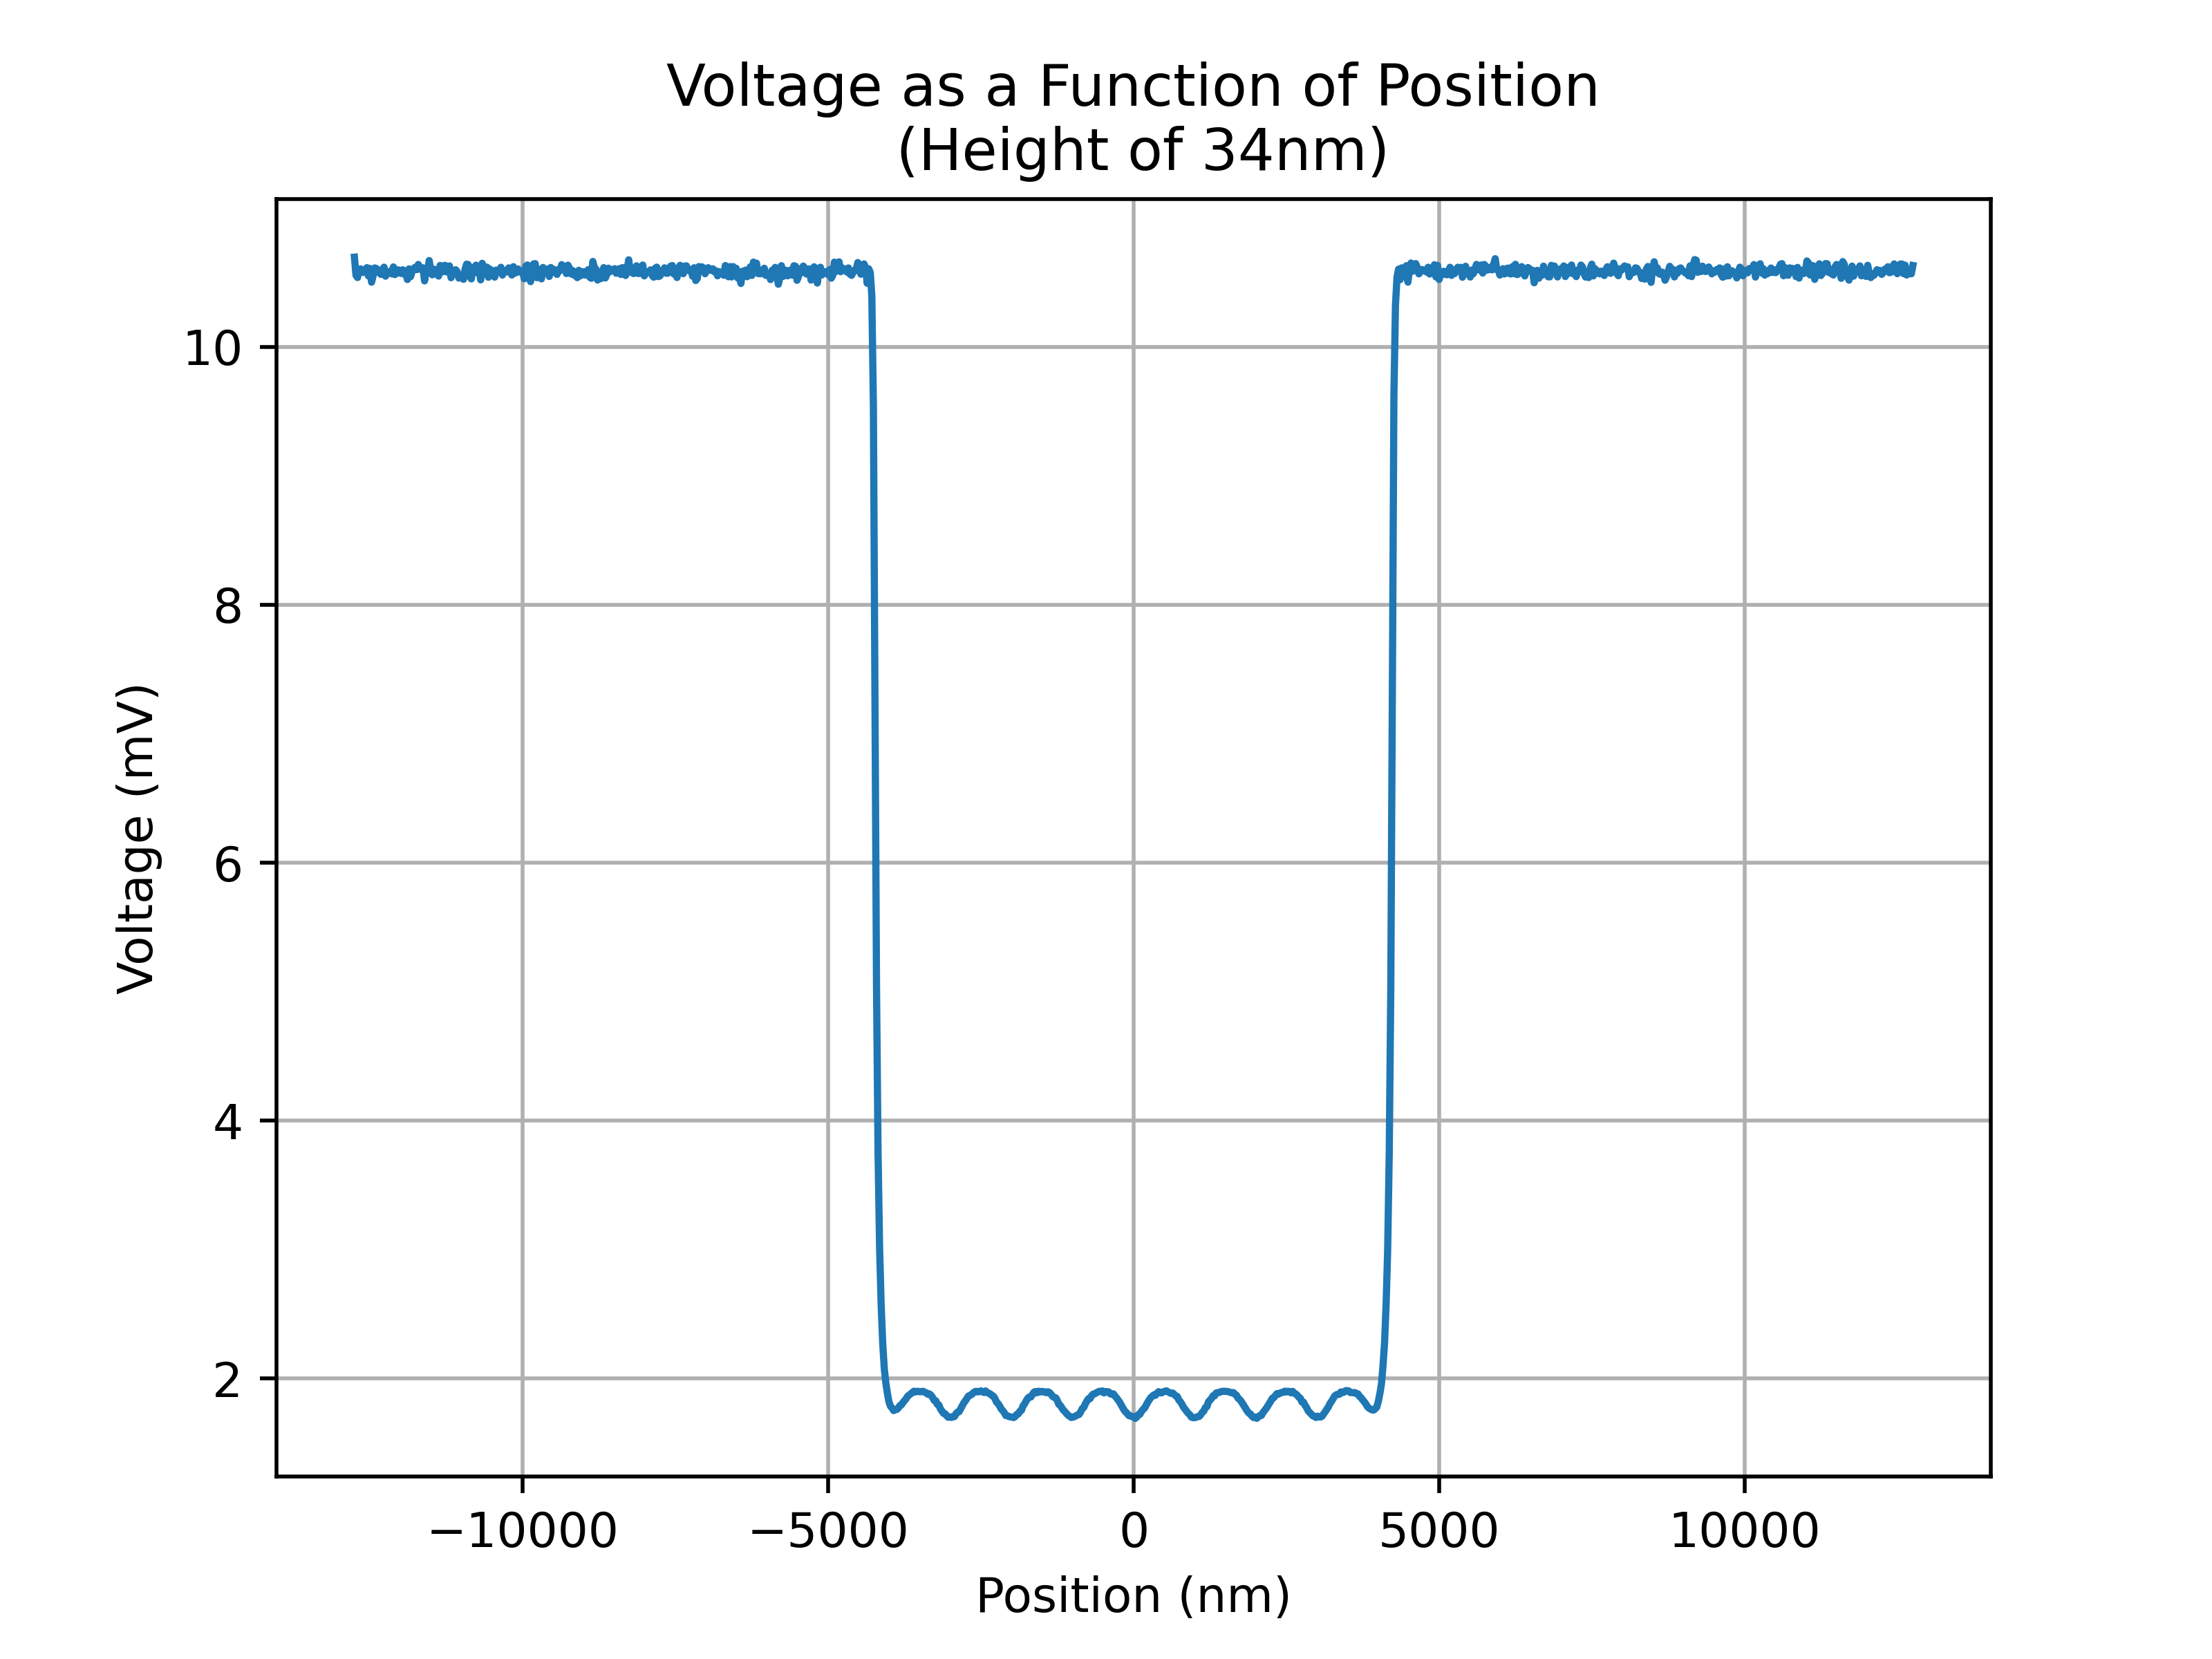 Voltage as a Function of Position
(Height of 34nm)
10
8
6
4
2
Voltage (mV)
−10000
−5000
0
5000
10000
Position (nm)